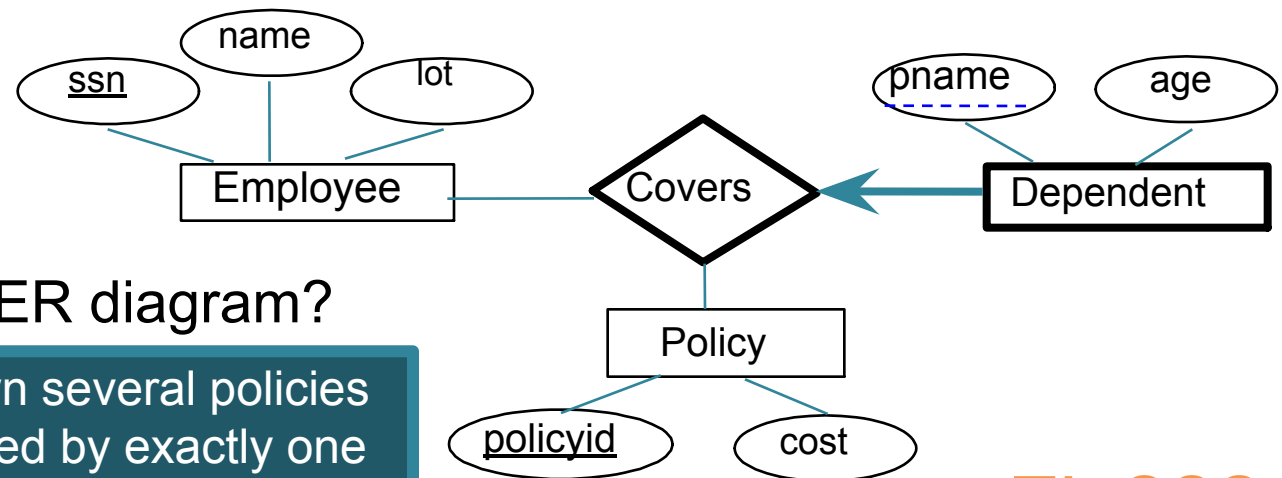 name
ssn
lot
pname
age
Employee
Covers
Dependent
ER diagram?
Policy
several policies
ed by exactly one
policyid
cost